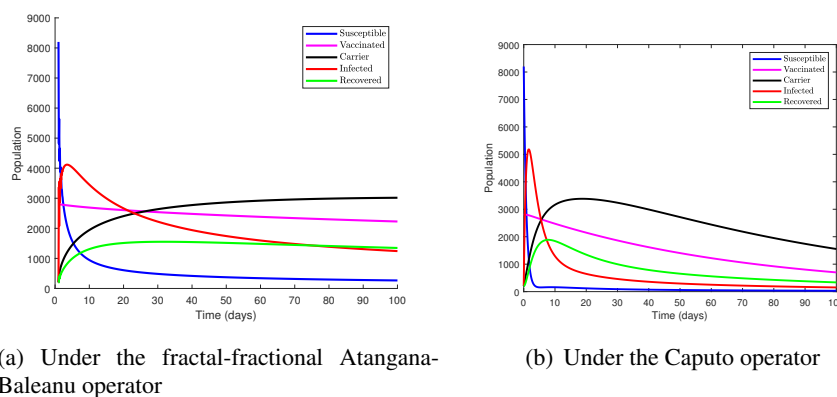 9000
8000
7000
6000
5000
4000
3000
2000
1000
0
Population
Susceptible
Vaccinated
Carrier
Infected
Recovered
0 10 20 30 40 50 60 70 80 90 100
Time (days)
(a) Under the fractal-fractional Atangana-
Baleanu operator
9000
8000
7000
6000
5000
4000
3000
2000
1000
0
Population
Susceptible
Vaccinated
Carrier
Infected
Recovered
0 10 20 30 40 50 60 70 80 90 100
Time (days)
(b) Under the Caputo operator